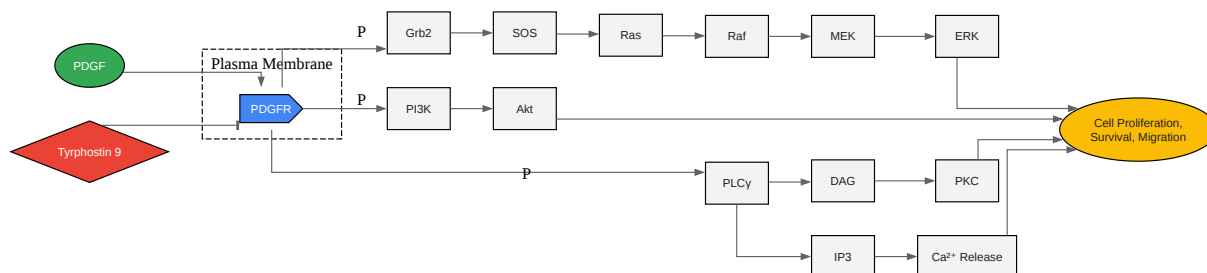 P
Grb2
SOS
Ras
Raf
MEK
ERK
PDGF
Plasma Membrane
PDGFR
P
PI3K
Akt
Cell Proliferation,
Survival, Migration
Tyrphostin 9
P
PLCγ
DAG
PKC
IP3
Ca²⁺ Release